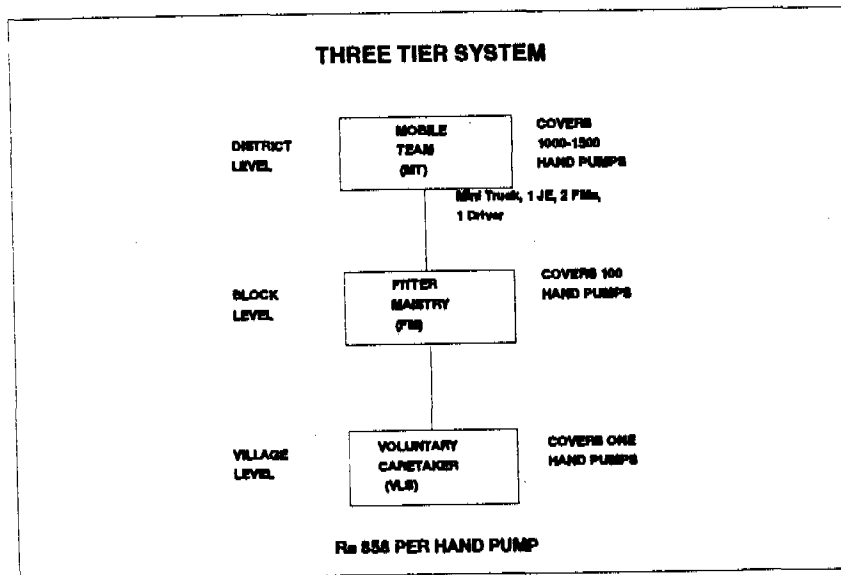 THREE TIER SYSTEM
DISTRICT
LEVEL
MOBILE
TEAM
(MT)
COVERS
1000-1500
HAND PUMPS
Mini Truck, 1 JE, 2 FMs,
1 Driver
BLOCK
LEVEL
FITTER
MAISTRY
(FM)
COVERS 100
HAND PUMPS
VILLAGE
LEVEL
VOLUNTARY
CARETAKER
COVERS ONE
HAND PUMPS
PER HAND PUMP